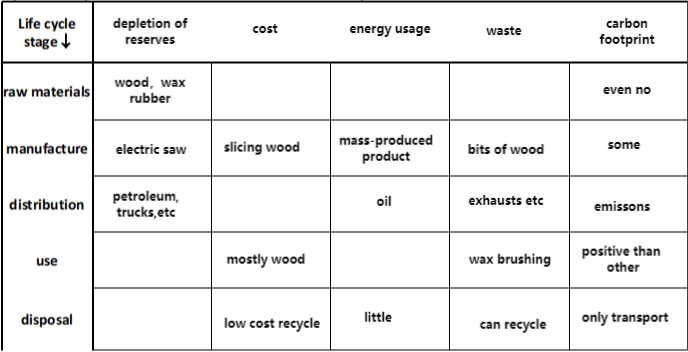 Life cycle
stage ↓
depletion of
reserves
cost
energy usage
waste
carbon
footprint
raw materials
wood, wax
rubber
even no
manufacture
electric saw
slicing wood
mass-produced
product
bits of wood
some
distribution
petroleum,
trucks,etc
oil
exhausts etc
emissons
use
mostly wood
wax brushing
positive than
other
disposal
low cost recycle
little
can recycle
only transport